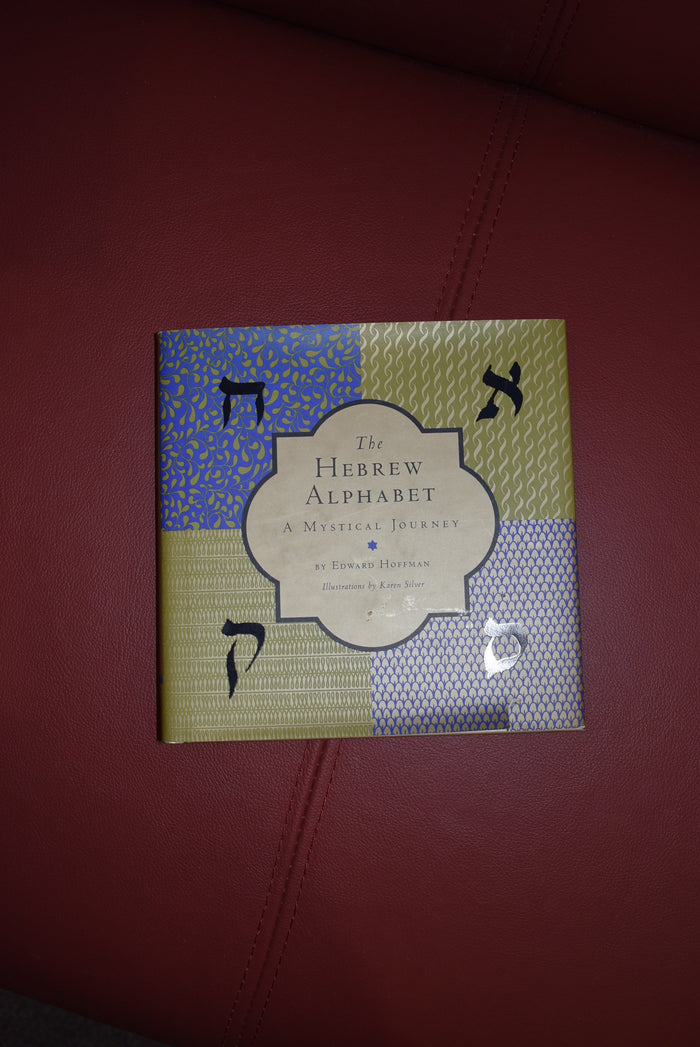 ח א
The
HEBREW
ALPHABET
A MYSTICAL JOURNEY
BY EDWARD HOFFMAN
Illustrations by Karen Silver
ק ס